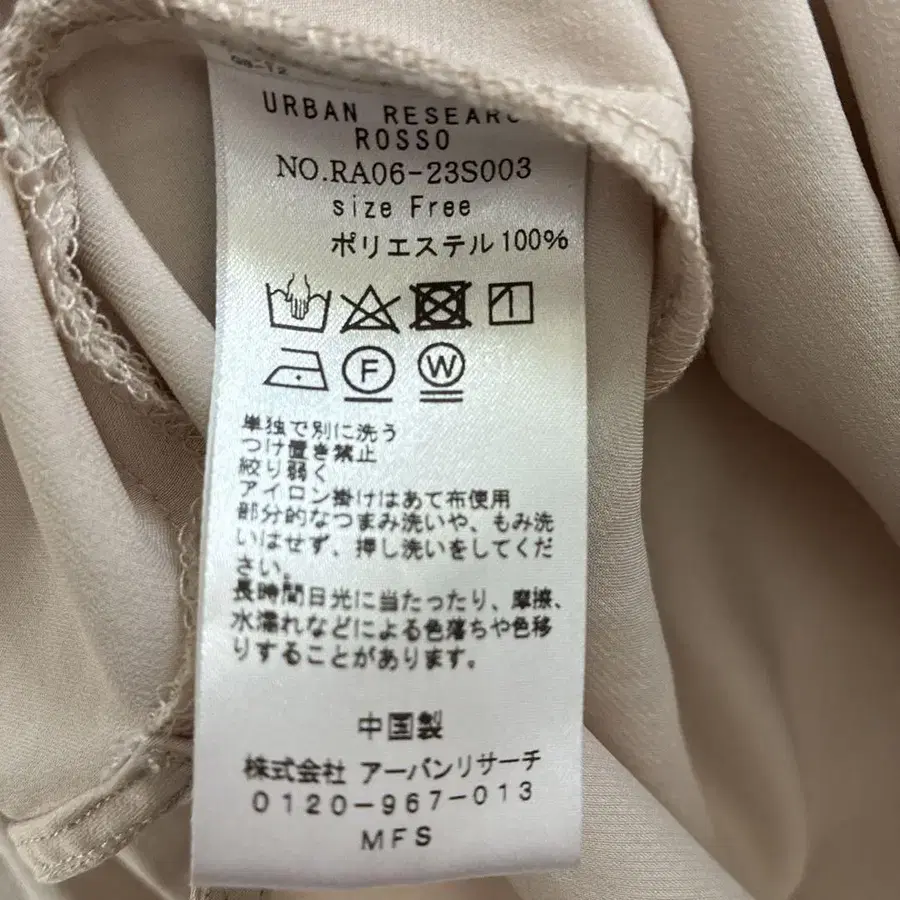 URBAN RESEARC
ROSSO
NO.RA06-23S003
size Free
ポリエステル 100%
F
W
単独で別に洗う
つけ置き禁止
絞り弱く
アイロン掛けはあて布使用
部分的なつまみ洗いや、もみ洗
いはせず、押し洗いをしてくだ
さい。
長時間日光に当たったり、摩擦、
水濡れなどによる色落ちや色移
りすることがあります。
中国製
株式会社 アーバンリサーチ
0120-967-013
MFS